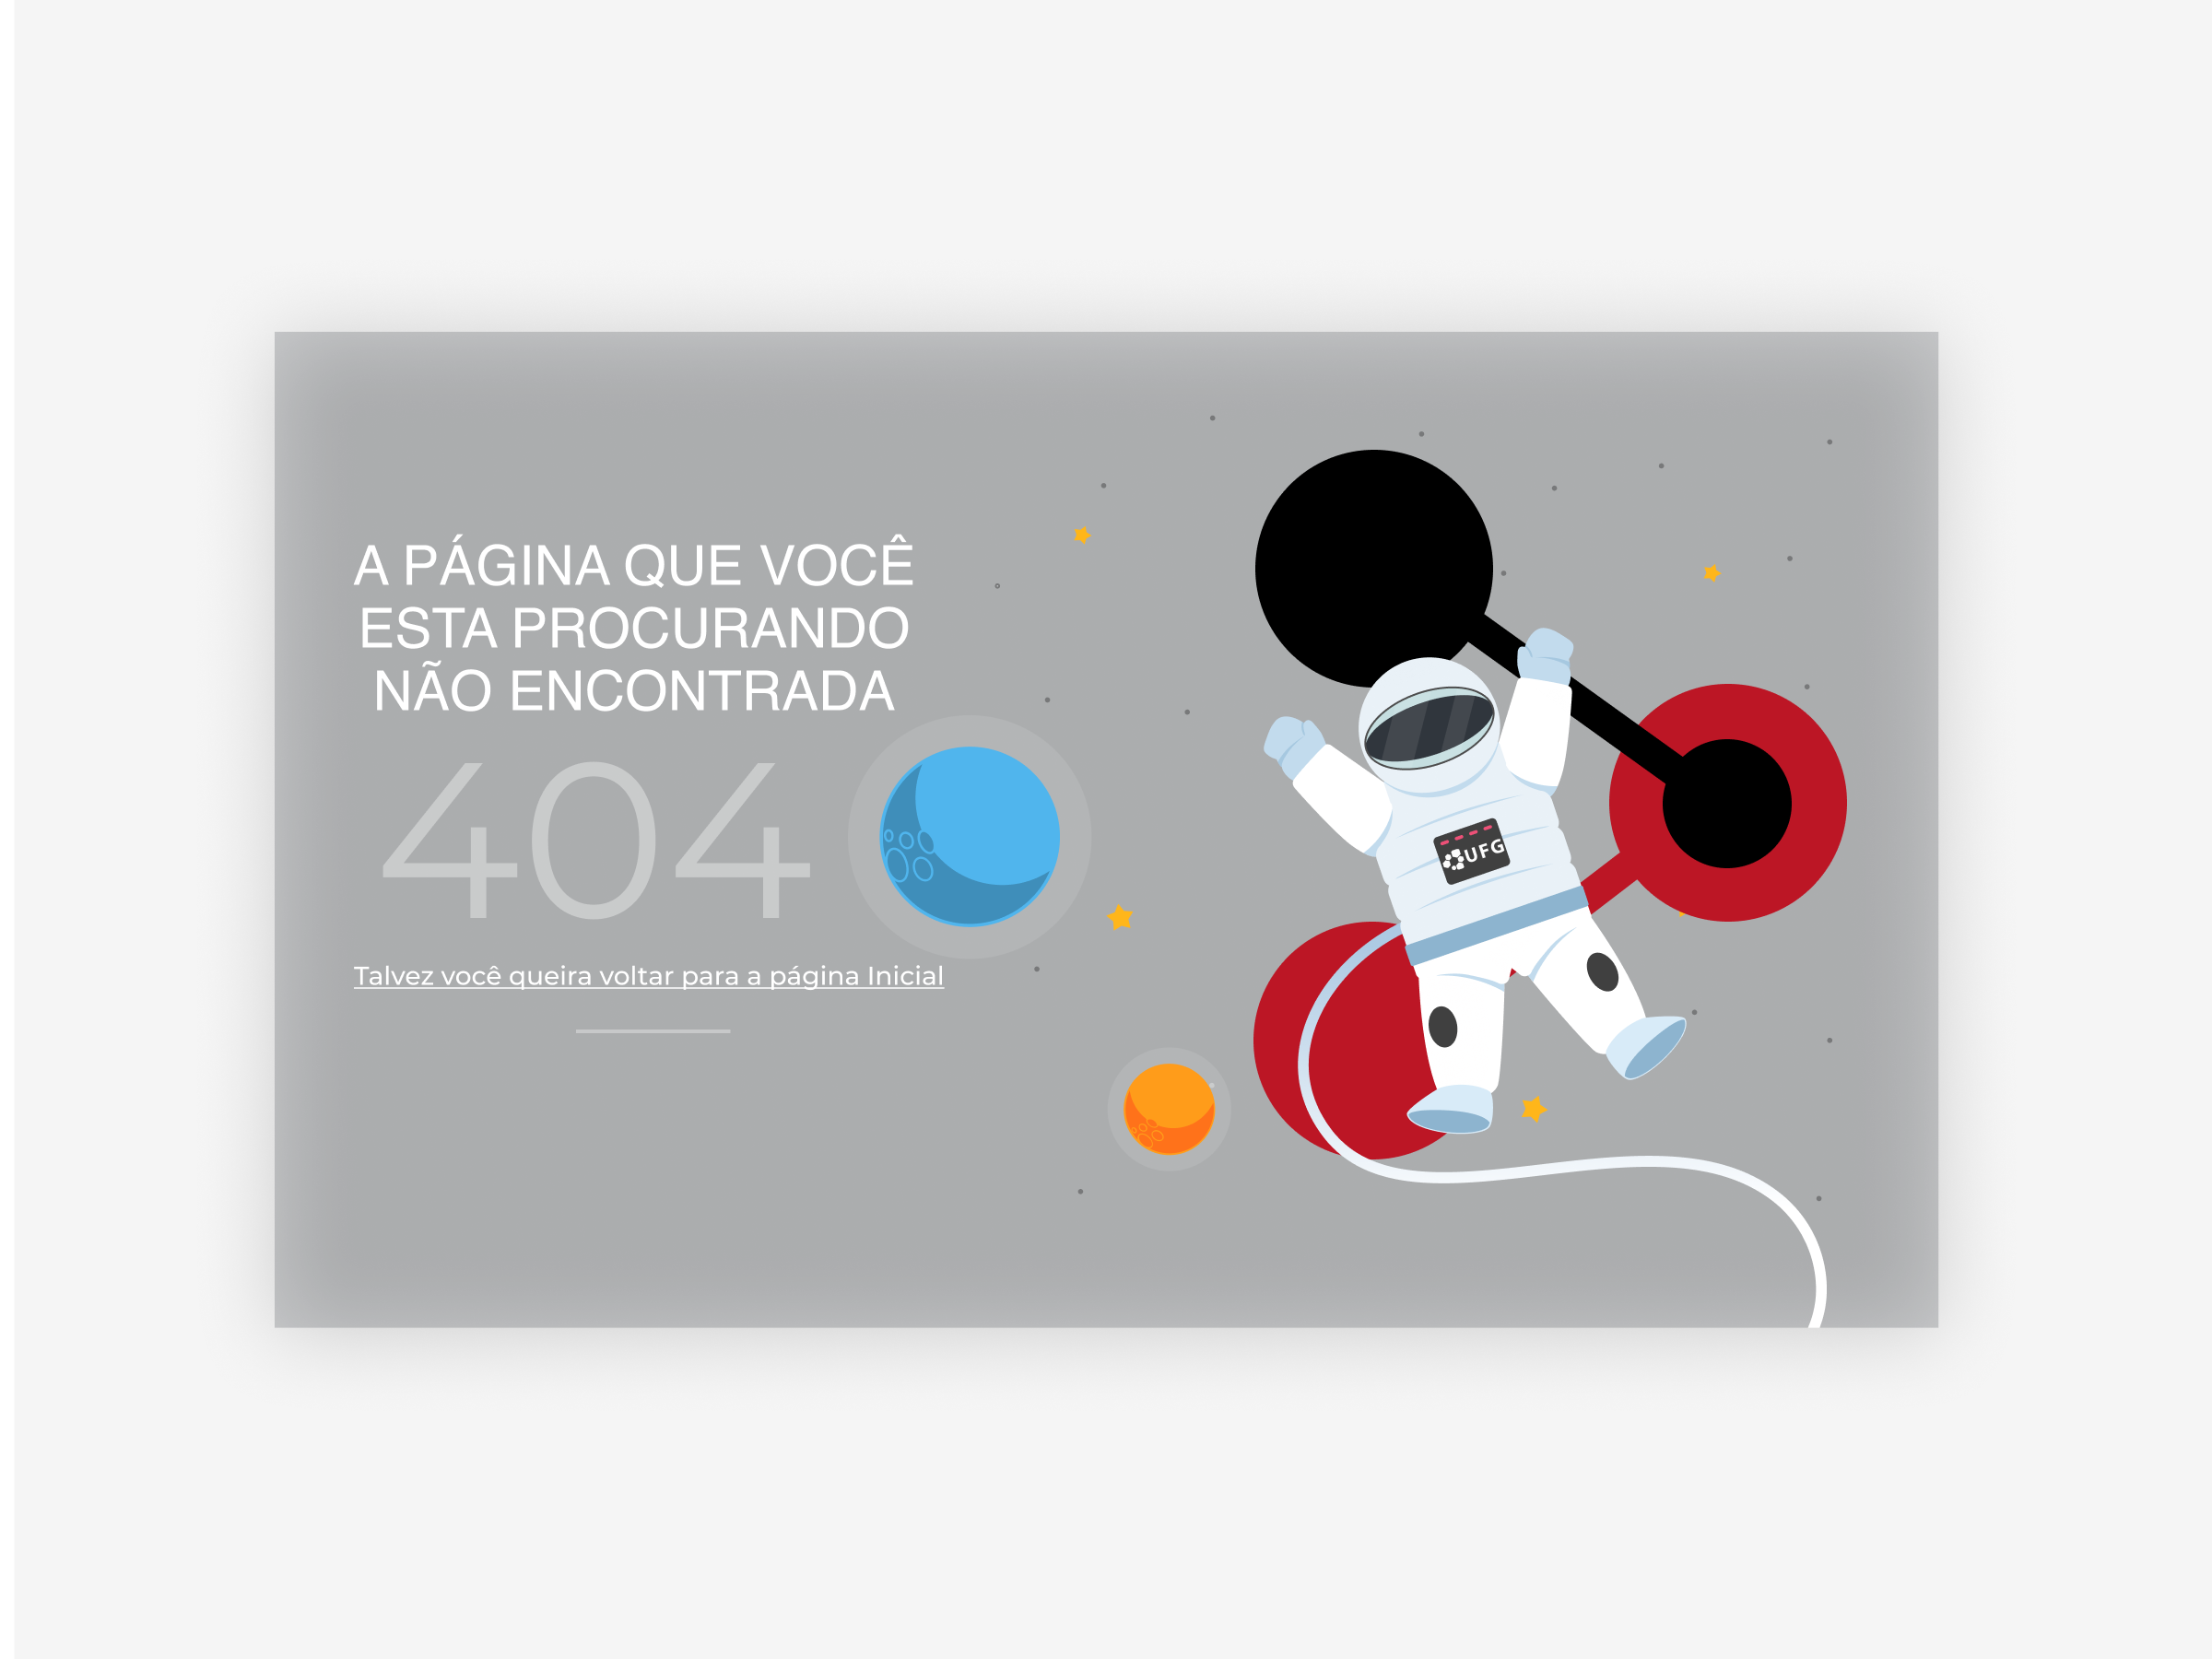 A PÁGINA QUE VOCÊ
ESTA PROCURANDO
NÃO ENCONTRADA
404
Talvez você queira voltar para a página Inicial
UFG